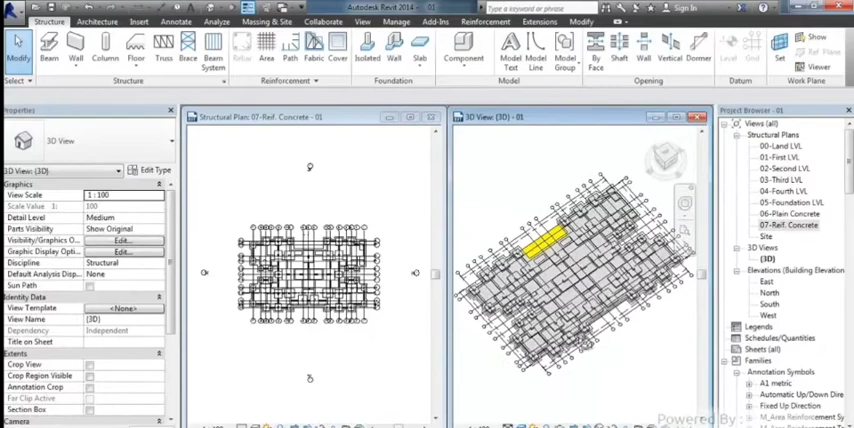 Autodesk Revit 2014 - 01
Type a keyword or phrase
Sign In
Structure Architecture Insert Annotate Analyze Massing & Site Collaborate View Manage Add-Ins Reinforcement Extensions Modify
Modify Beam Wall Column Floor Truss Brace Beam System Rebar Area Path Fabric Cover Isolated Wall Slab Component Model Text Model Line Model Group By Face Shaft Wall Vertical Dormer Level Grid Set Show Ref Plane Viewer
Select Structure Reinforcement Foundation Model Opening Datum Work Plane
Properties
3D View
3D View: {3D}
Edit Type
Graphics
View Scale 1 : 100
Scale Value 1: 100
Detail Level Medium
Parts Visibility Show Original
Visibility/Graphics O... Edit...
Graphic Display Optio... Edit...
Discipline Structural
Default Analysis Disp... None
Sun Path
Identity Data
View Template <None>
View Name {3D}
Dependency Independent
Title on Sheet
Extents
Crop View
Crop Region Visible
Annotation Crop
Far Clip Active
Section Box
Camera
Structural Plan: 07-Reif. Concrete - 01
3D View: {3D} - 01
Project Browser - 01
Views (all)
Structural Plans
00-Land LVL
01-First LVL
02-Second LVL
03-Third LVL
04-Fourth LVL
05-Foundation LVL
06-Plain Concrete
07-Reif. Concrete
Site
3D Views
{3D}
Elevations (Building Elevation
East
North
South
West
Legends
Schedules/Quantities
Sheets (all)
Families
Annotation Symbols
A1 metric
Automatic Up/Down Dire
Fixed Up Direction
M_Area Reinforcement Sy
Powered By :